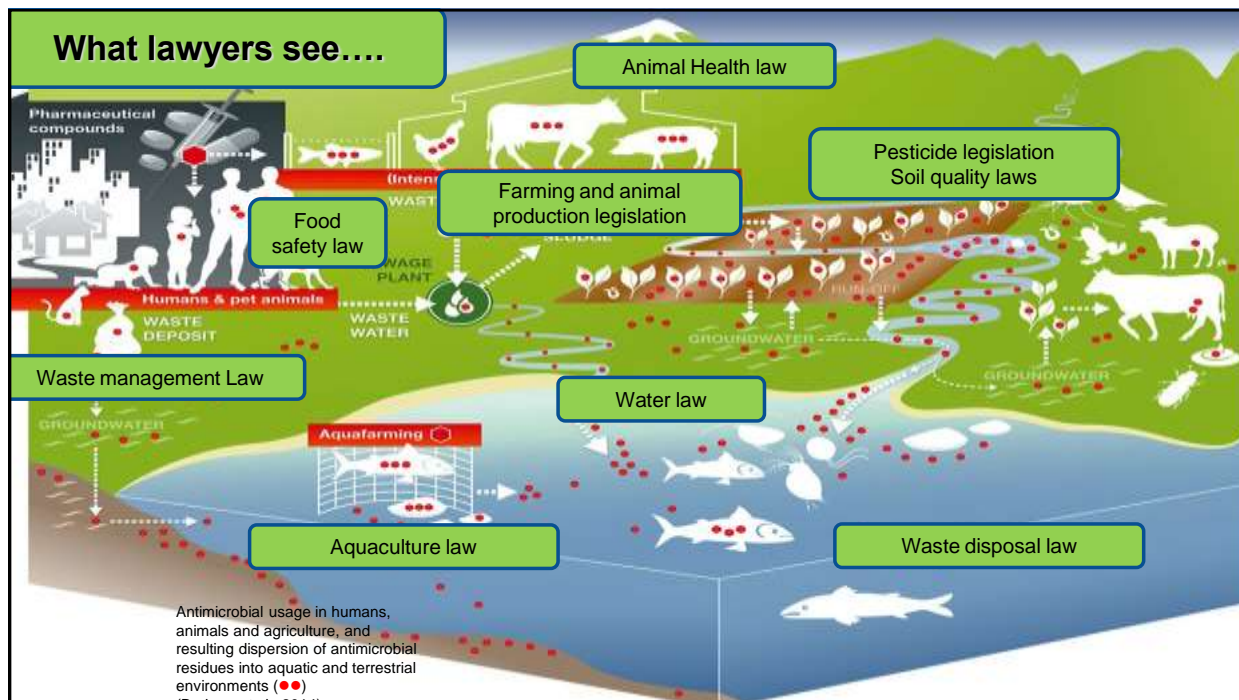 What lawyers see....
Animal Health law
Pharmaceutical
compounds
Pesticide legislation
Soil quality laws
Farming and animal
production legislation
Food
safety law
SLUDGE
PLANT
Humans & pet animals
WASTE
DEPOSIT
WASTE
WATER
RUN-OFF
GROUNDWATER
GROUNDWATER
Waste management Law
Water law
GROUNDWATER
Aquafarming
Aquaculture law
Waste disposal law
Antimicrobial usage in humans,
animals and agriculture, and
resulting dispersion of antimicrobial
residues into aquatic and terrestrial
environments (●●)